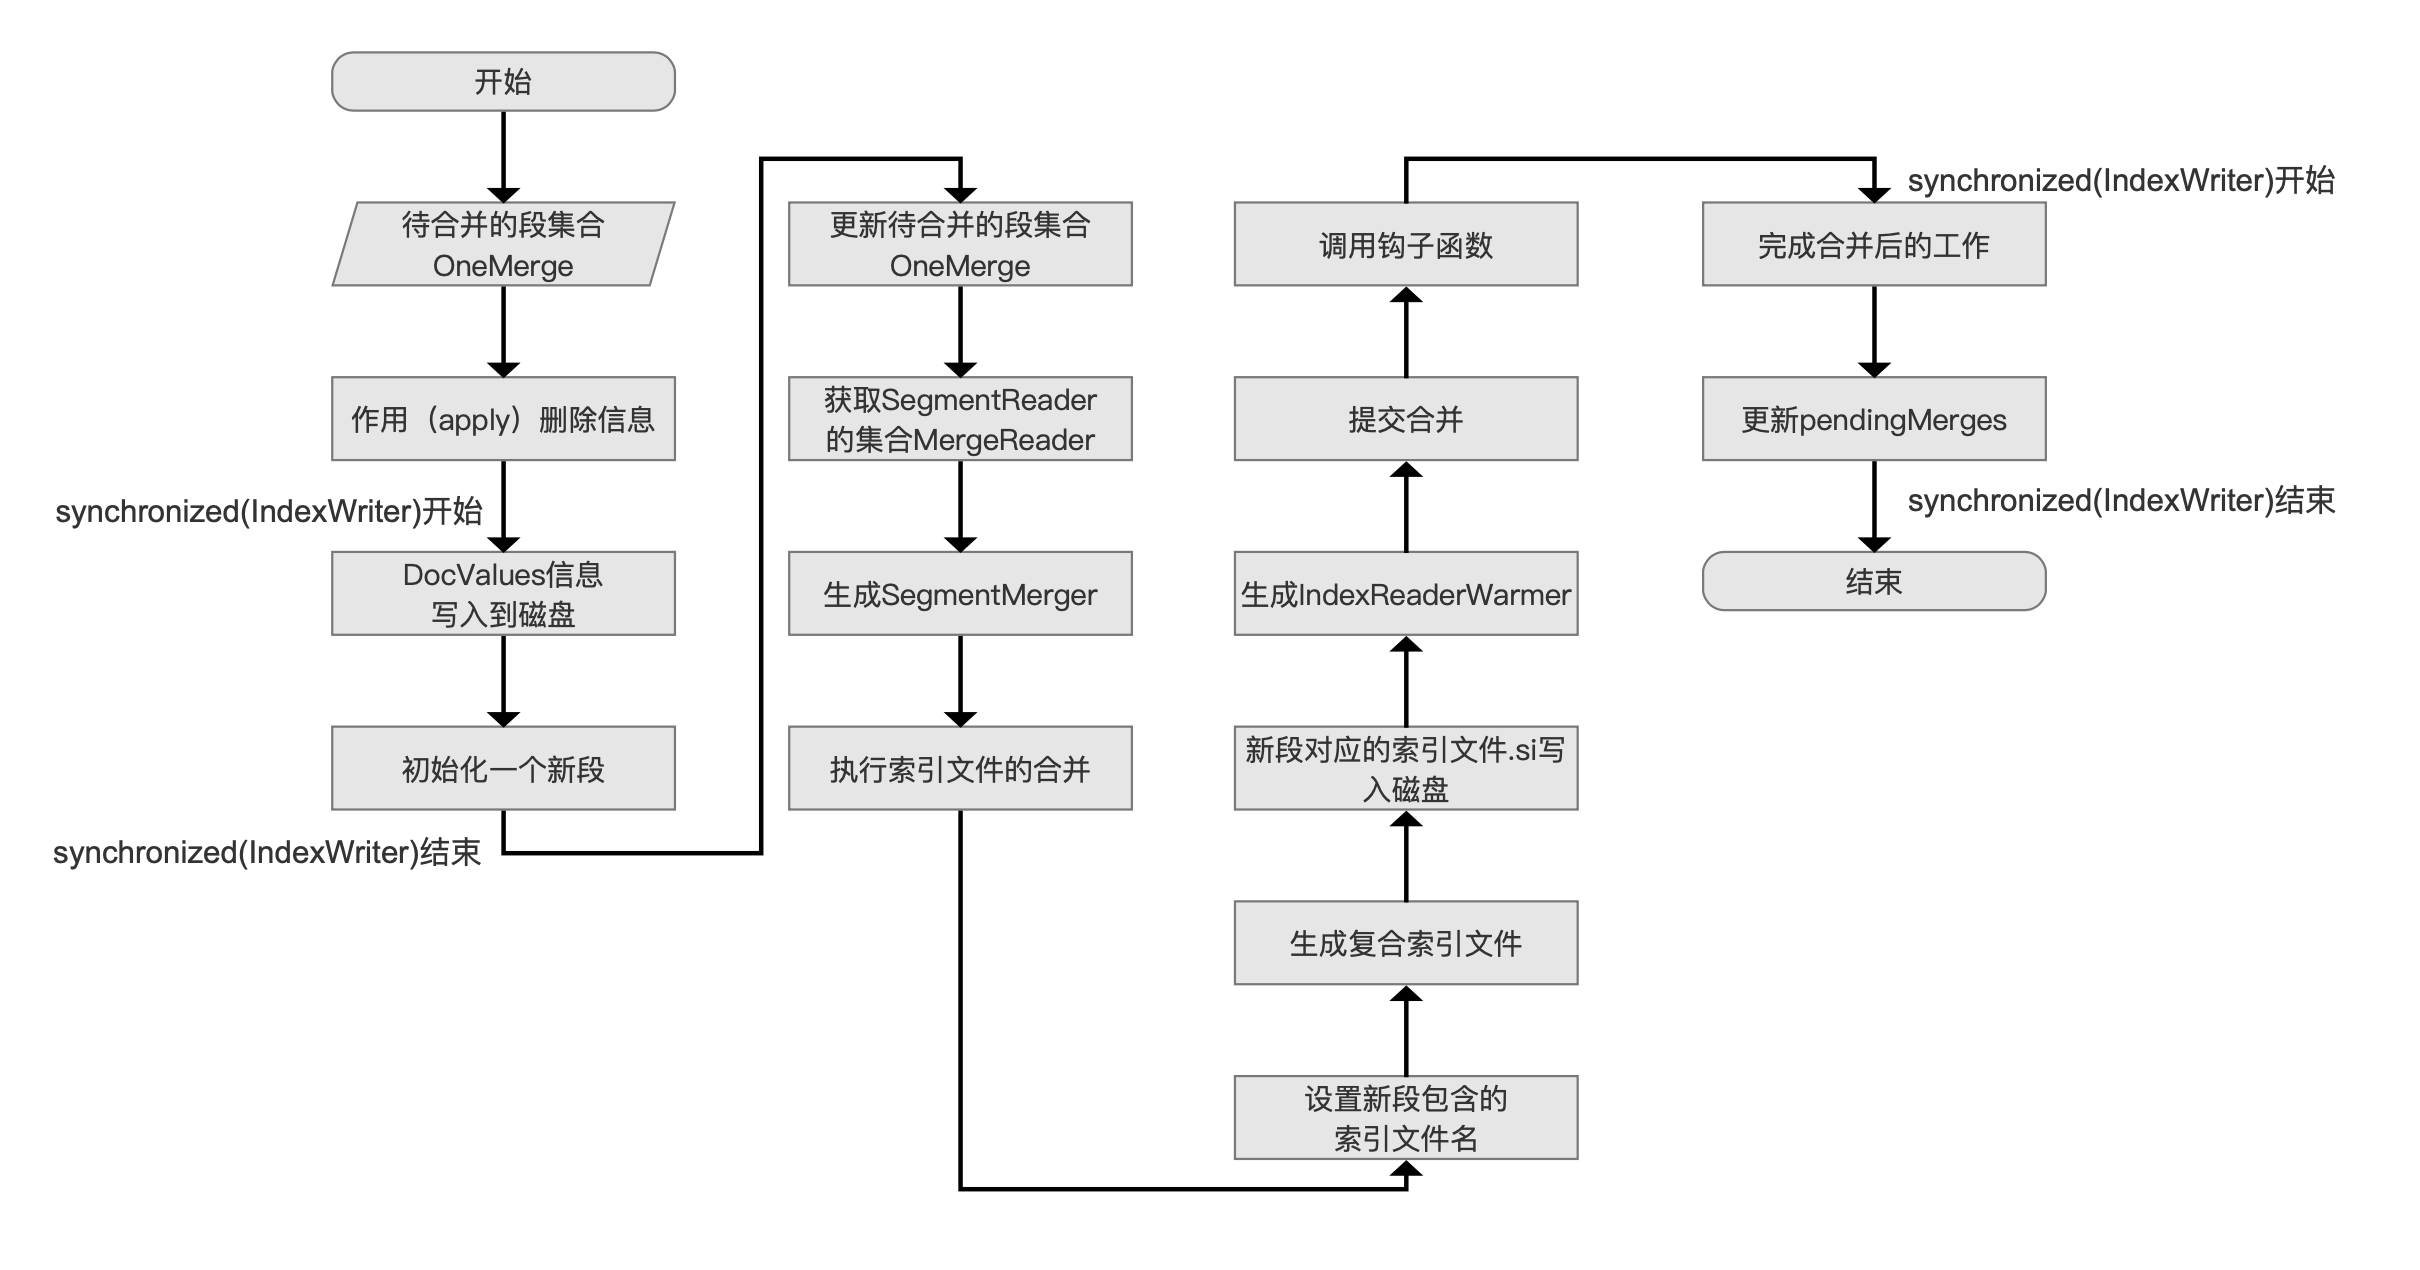 开始
待合并的段集合
OneMerge
作用（apply）删除信息
synchronized(IndexWriter)开始
DocValues信息
写入到磁盘
初始化一个新段
synchronized(IndexWriter)结束
更新待合并的段集合
OneMerge
获取SegmentReader
的集合MergeReader
生成SegmentMerger
执行索引文件的合并
设置新段包含的
索引文件名
生成复合索引文件
新段对应的索引文件.si写
入磁盘
生成IndexReaderWarmer
提交合并
调用钩子函数
synchronized(IndexWriter)开始
完成合并后的工作
更新pendingMerges
synchronized(IndexWriter)结束
结束